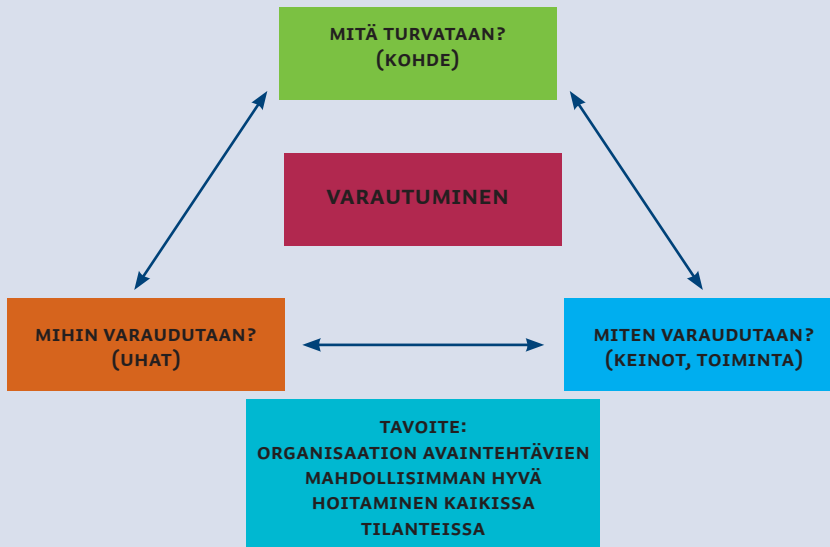 MITÄ TURVATAAN?
(KOHDE)
VARAUTUMINEN
MIHIN VARAUDUTAAN?
(UHAT)
MITEN VARAUDUTAAN?
(KEINOT, TOIMINTA)
TAVOITE:
ORGANISAATION AVAINTEHTÄVIEN
MAHDOLLISIMMAN HYVÄ
HOITAMINEN KAIKISSA
TILANTEISSA